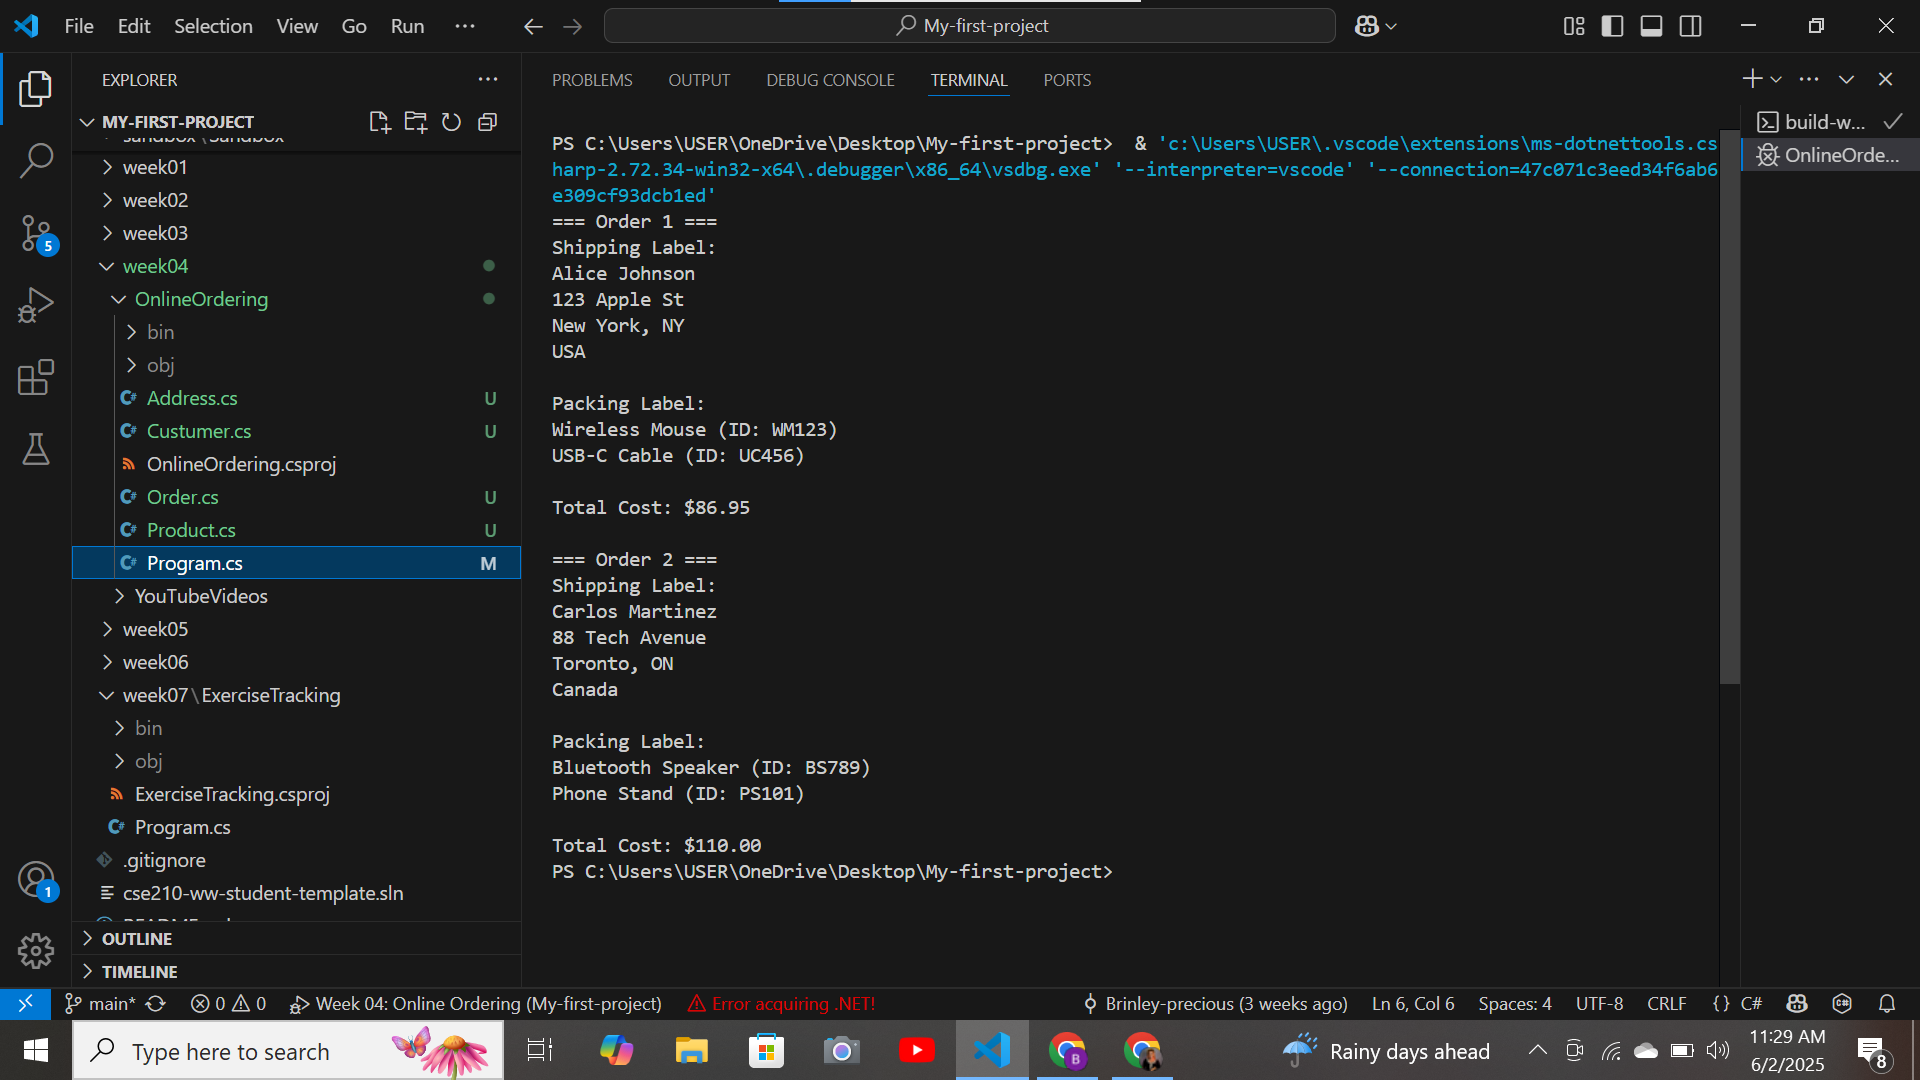 File Edit Selection View Go Run ...
My-first-project
EXPLORER
PROBLEMS OUTPUT DEBUG CONSOLE TERMINAL PORTS
MY-FIRST-PROJECT
sandbox\Sandbox
week01
week02
week03
week04
OnlineOrdering
bin
obj
Address.cs U
Custumer.cs U
OnlineOrdering.csproj
Order.cs U
Product.cs U
Program.cs M
YouTubeVideos
week05
week06
week07\ExerciseTracking
bin
obj
ExerciseTracking.csproj
Program.cs
.gitignore
cse210-ww-student-template.sln
OUTLINE
TIMELINE
5
1
PS C:\Users\USER\OneDrive\Desktop\My-first-project>  & 'c:\Users\USER\.vscode\extensions\ms-dotnettools.cs
harp-2.72.34-win32-x64\.debugger\x86_64\vsdbg.exe' '--interpreter=vscode' '--connection=47c071c3eed34f6ab6
e309cf93dcb1ed'
=== Order 1 ===
Shipping Label:
Alice Johnson
123 Apple St
New York, NY
USA
Packing Label:
Wireless Mouse (ID: WM123)
USB-C Cable (ID: UC456)
Total Cost: $86.95
=== Order 2 ===
Shipping Label:
Carlos Martinez
88 Tech Avenue
Toronto, ON
Canada
Packing Label:
Bluetooth Speaker (ID: BS789)
Phone Stand (ID: PS101)
Total Cost: $110.00
PS C:\Users\USER\OneDrive\Desktop\My-first-project>
build-w...
OnlineOrde...
main* 0 0 Week 04: Online Ordering (My-first-project) Error acquiring .NET! Brinley-precious (3 weeks ago) Ln 6, Col 6 Spaces: 4 UTF-8 CRLF {} C#
Type here to search
B
Rainy days ahead
11:29 AM
6/2/2025
8